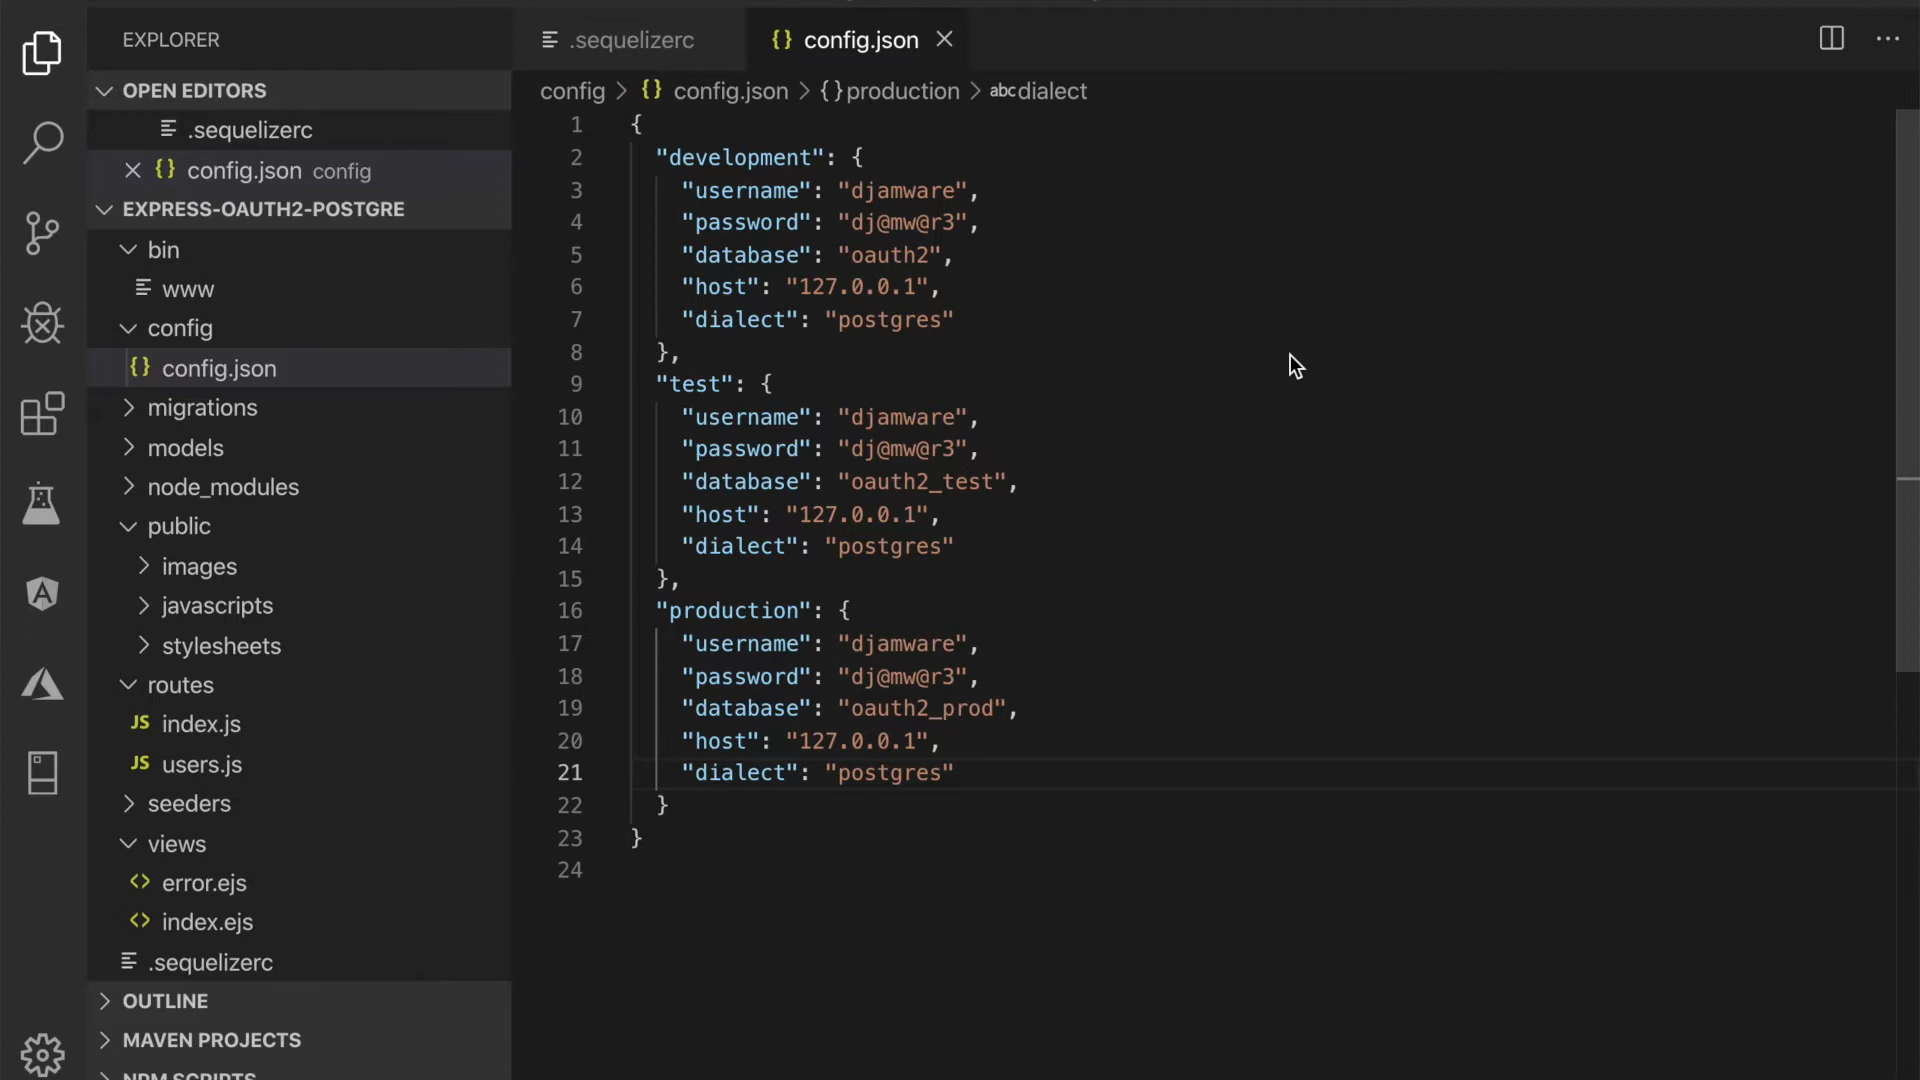 EXPLORER
OPEN EDITORS
.sequelizerc
config.json config
EXPRESS-OAUTH2-POSTGRE
bin
www
config
config.json
migrations
models
node_modules
public
images
javascripts
stylesheets
routes
JS index.js
JS users.js
seeders
views
error.ejs
index.ejs
.sequelizerc
OUTLINE
MAVEN PROJECTS
NPM SCRIPTS
.sequelizerc
{} config.json
config > {} config.json > {} production > abc dialect
1 {
2 "development": {
3 "username": "djamware",
4 "password": "dj@mw@r3",
5 "database": "oauth2",
6 "host": "127.0.0.1",
7 "dialect": "postgres"
8 },
9 "test": {
10 "username": "djamware",
11 "password": "dj@mw@r3",
12 "database": "oauth2_test",
13 "host": "127.0.0.1",
14 "dialect": "postgres"
15 },
16 "production": {
17 "username": "djamware",
18 "password": "dj@mw@r3",
19 "database": "oauth2_prod",
20 "host": "127.0.0.1",
21 "dialect": "postgres"
22 }
23 }
24